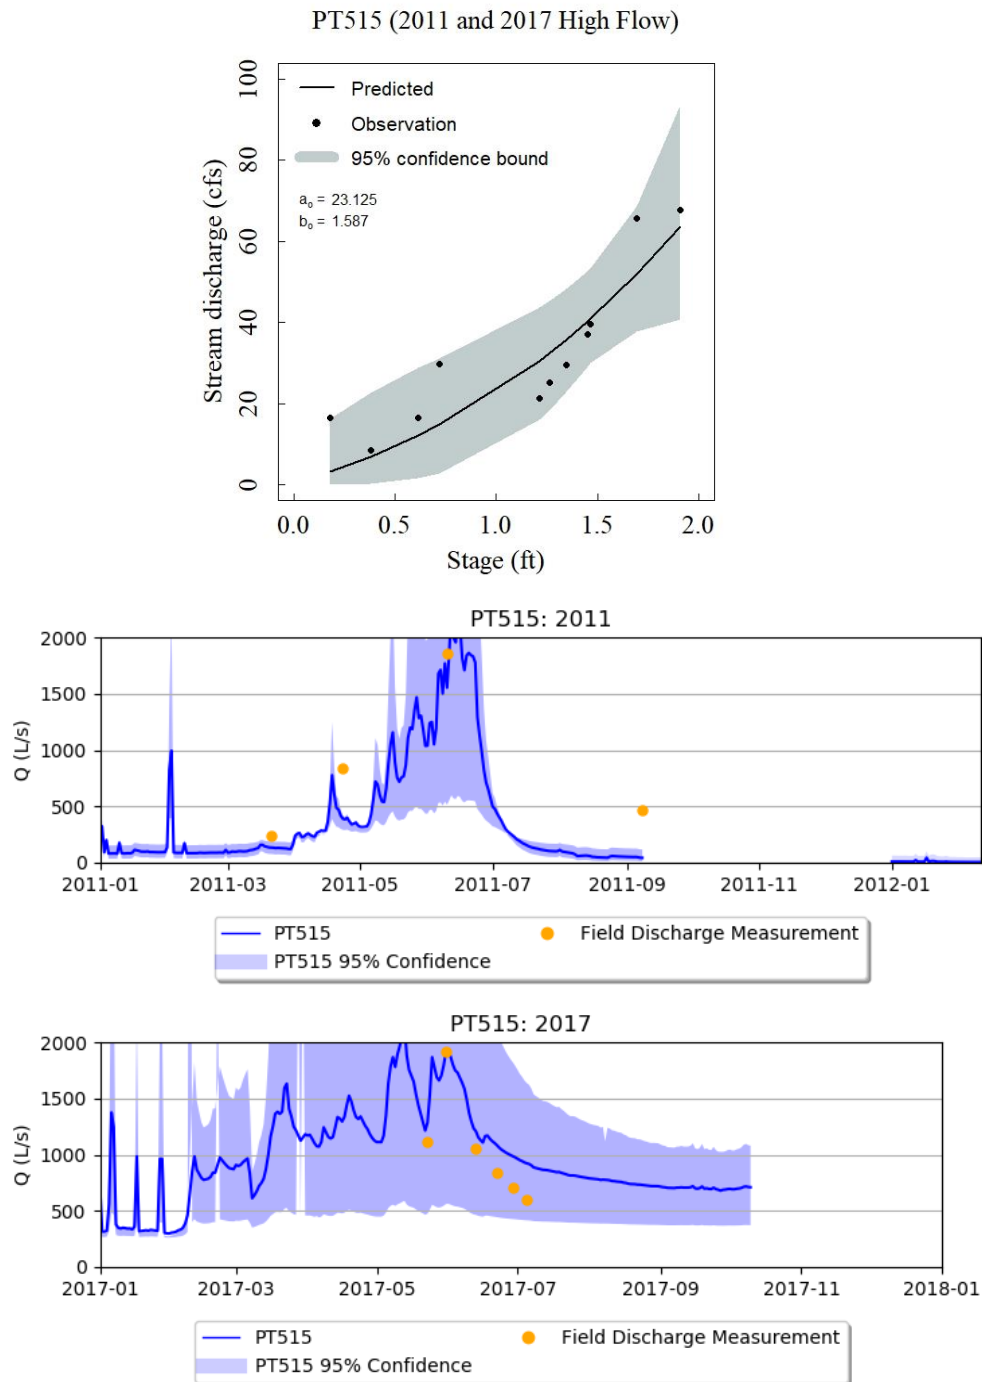 PT515 (2011 and 2017 High Flow)
100
80
60
40
20
0
Stream discharge (cfs)
Predicted
Observation
95% confidence bound
a₀ = 23.125
b₀ = 1.587
0.0 0.5 1.0 1.5 2.0
Stage (ft)
PT515: 2011
2000
1500
1000
500
0
Q (L/s)
2011-01 2011-03 2011-05 2011-07 2011-09 2011-11 2012-01
PT515 Field Discharge Measurement
PT515 95% Confidence
PT515: 2017
2000
1500
1000
500
0
Q (L/s)
2017-01 2017-03 2017-05 2017-07 2017-09 2017-11 2018-01
PT515 Field Discharge Measurement
PT515 95% Confidence